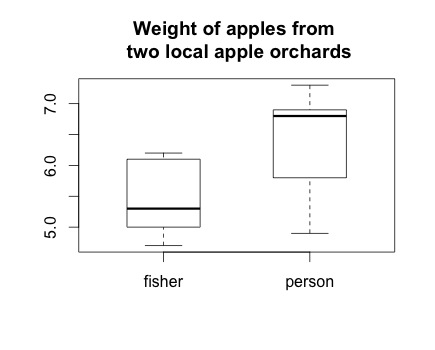 Weight of apples from
two local apple orchards
7.0
6.0
5.0
fisher
person